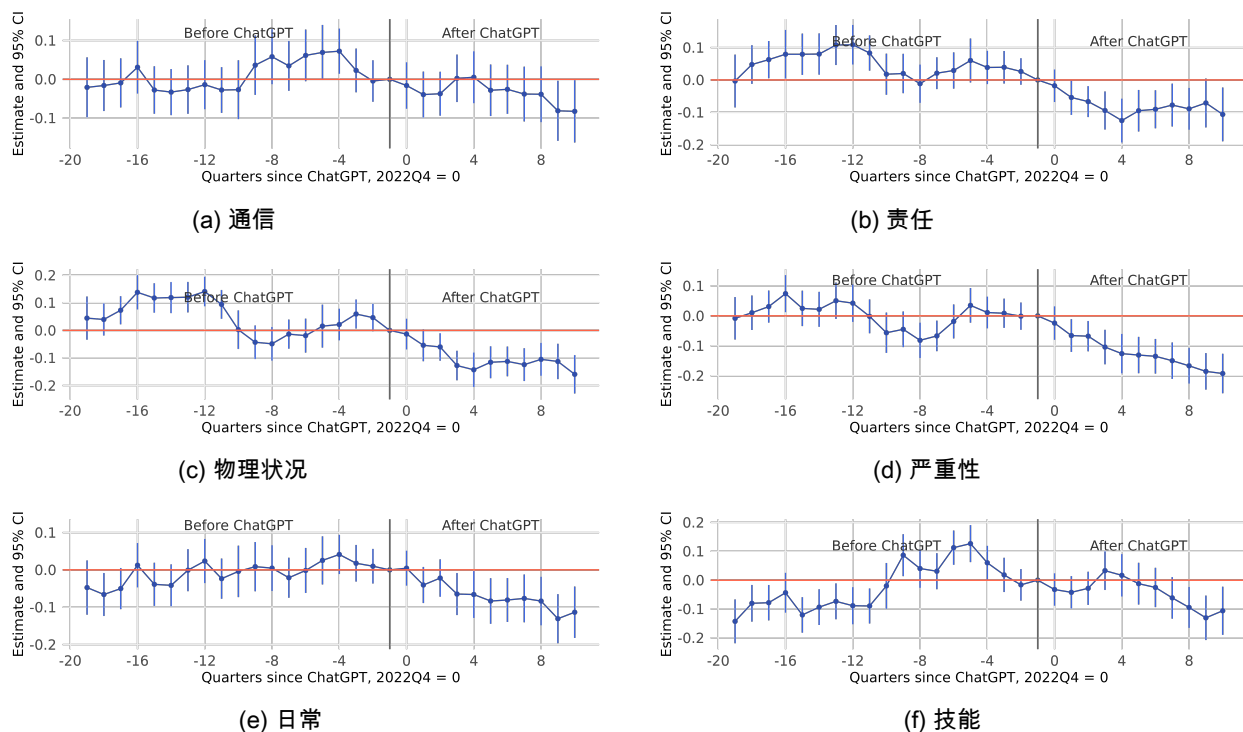 Estimate and 95% CI
0.1
0.0
-0.1
Before ChatGPT
After ChatGPT
-20 -16 -12 -8 -4 0 4 8
Quarters since ChatGPT, 2022Q4 = 0
(a) 通信
Estimate and 95% CI
0.1
0.0
-0.1
-0.2
Before ChatGPT
After ChatGPT
-20 -16 -12 -8 -4 0 4 8
Quarters since ChatGPT, 2022Q4 = 0
(b) 责任
Estimate and 95% CI
0.2
0.1
0.0
-0.1
-0.2
Before ChatGPT
After ChatGPT
-20 -16 -12 -8 -4 0 4 8
Quarters since ChatGPT, 2022Q4 = 0
(c) 物理状况
Estimate and 95% CI
0.1
0.0
-0.1
-0.2
Before ChatGPT
After ChatGPT
-20 -16 -12 -8 -4 0 4 8
Quarters since ChatGPT, 2022Q4 = 0
(d) 严重性
Estimate and 95% CI
0.1
0.0
-0.1
-0.2
Before ChatGPT
After ChatGPT
-20 -16 -12 -8 -4 0 4 8
Quarters since ChatGPT, 2022Q4 = 0
(e) 日常
Estimate and 95% CI
0.2
0.1
0.0
-0.1
-0.2
Before ChatGPT
After ChatGPT
-20 -16 -12 -8 -4 0 4 8
Quarters since ChatGPT, 2022Q4 = 0
(f) 技能